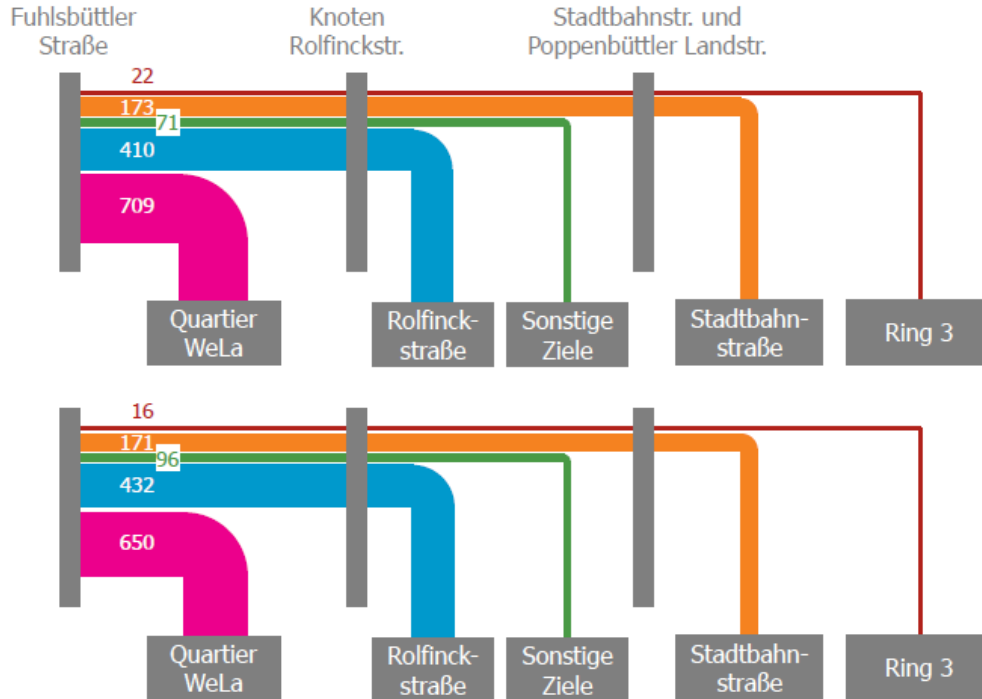 Fuhlsbüttler
Straße
Knoten
Rolfinckstr.
Stadtbahnstr. und
Poppenbüttler Landstr.
22
173
71
410
709
Quartier
WeLa
Rolfinck-
straße
Sonstige
Ziele
Stadtbahn-
straße
Ring 3
16
171
96
432
650
Quartier
WeLa
Rolfinck-
straße
Sonstige
Ziele
Stadtbahn-
straße
Ring 3